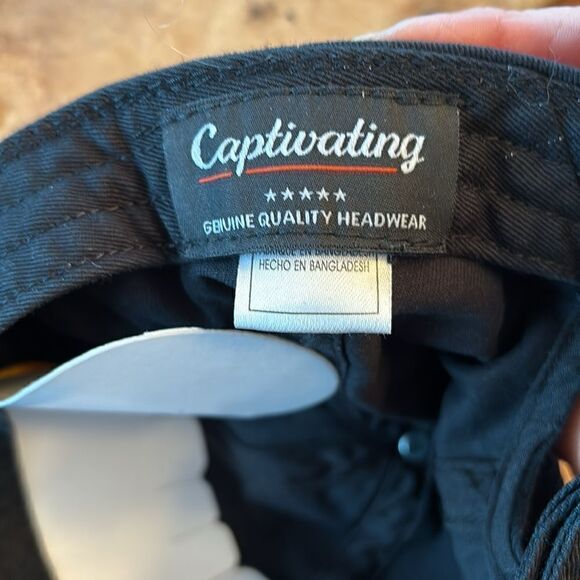 Captivating
★★★★★
GENUINE QUALITY HEADWEAR
HECHO EN BANGLADESH